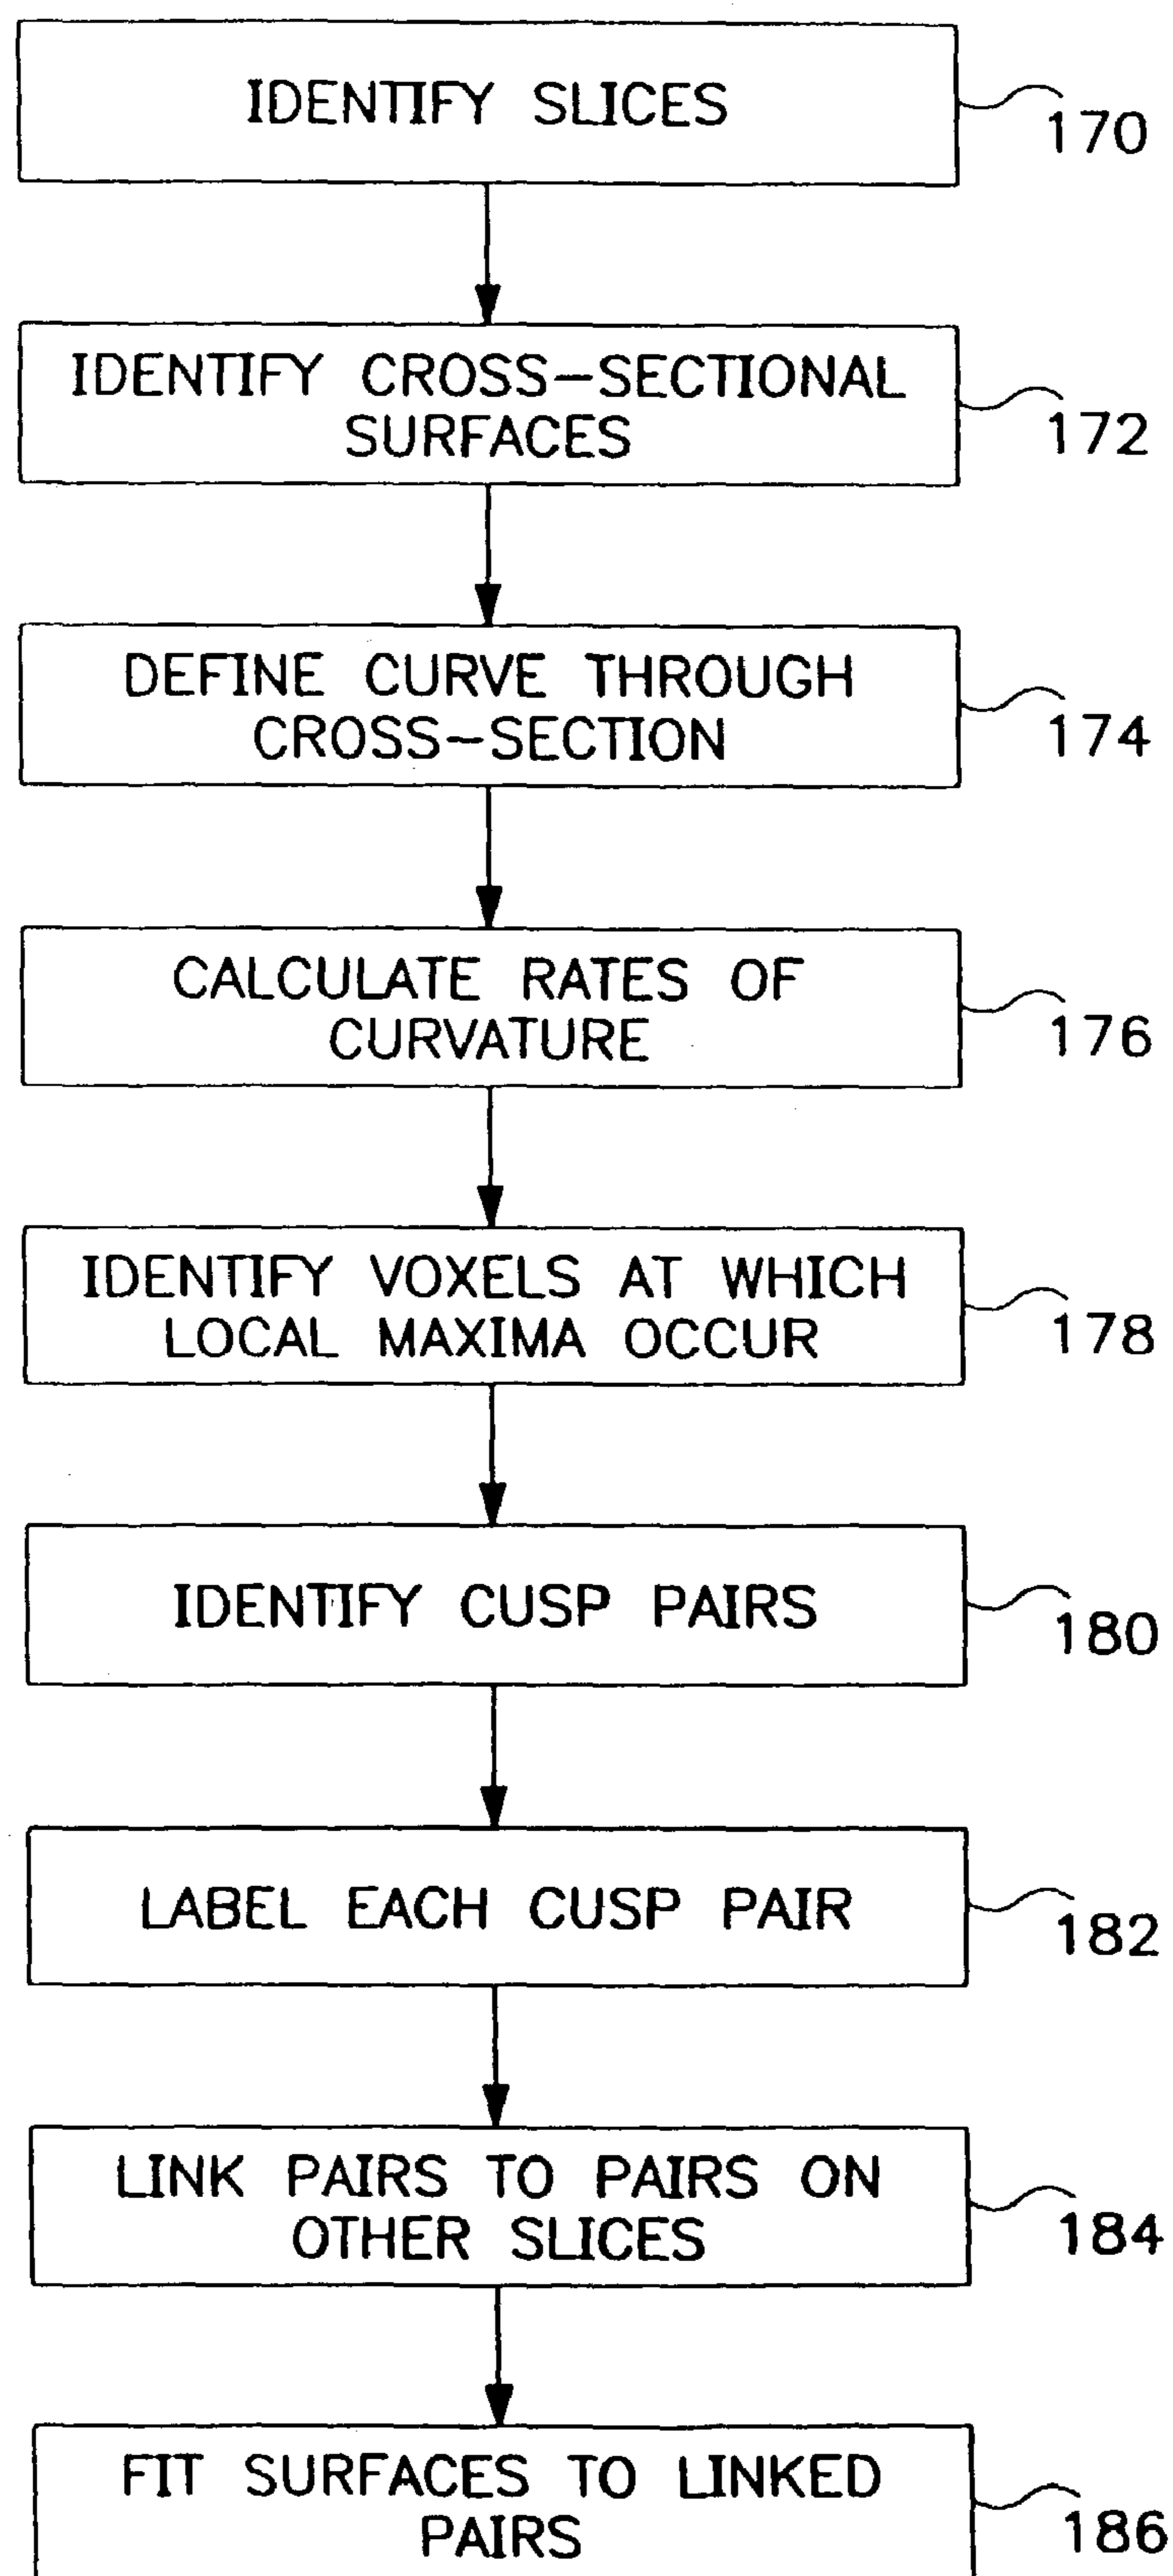 IDENTIFY SLICES
170
IDENTIFY CROSS-SECTIONAL
SURFACES
172
DEFINE CURVE THROUGH
CROSS-SECTION
174
CALCULATE RATES OF
CURVATURE
176
IDENTIFY VOXELS AT WHICH
LOCAL MAXIMA OCCUR
178
IDENTIFY CUSP PAIRS
180
LABEL EACH CUSP PAIR
182
LINK PAIRS TO PAIRS ON
OTHER SLICES
184
FIT SURFACES TO LINKED
PAIRS
186